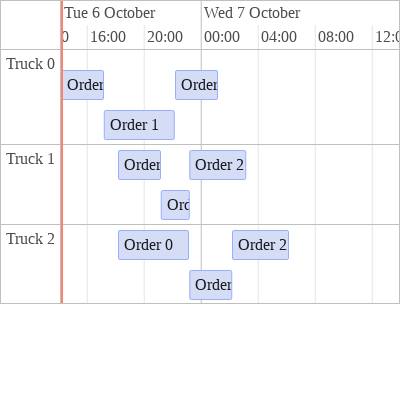 Tue 6 October Wed 7 October
0 16:00 20:00 00:00 04:00 08:00 12:0
Truck 0
Order Order
Order 1
Truck 1
Order Order 2
Ord
Truck 2
Order 0 Order 2
Order